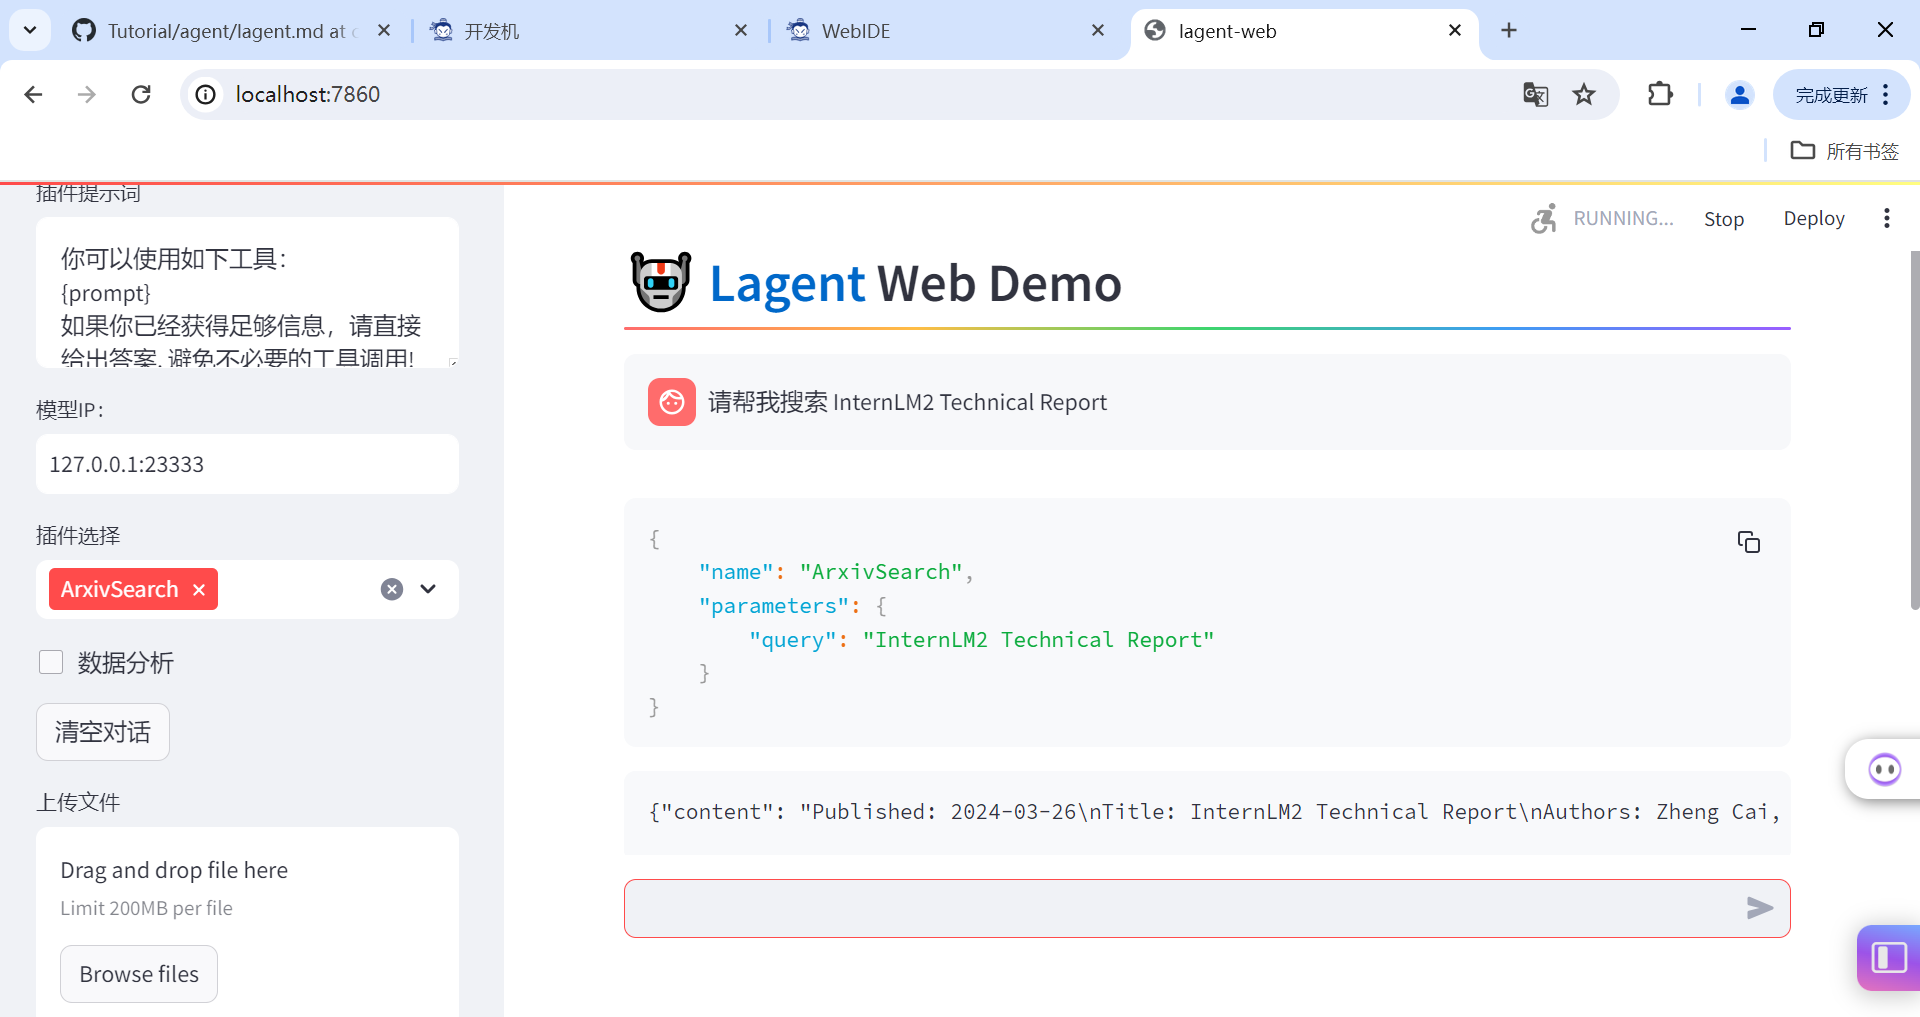 Tutorial/agent/lagent.md at
开发机
WebIDE
lagent-web
localhost:7860
完成更新
所有书签
插件提示词
你可以使用如下工具：
{prompt}
如果你已经获得足够信息，请直接
给出答案. 避免不必要的工具调用!
模型IP：
127.0.0.1:23333
插件选择
ArxivSearch
数据分析
清空对话
上传文件
Drag and drop file here
Limit 200MB per file
Browse files
RUNNING...
Stop
Deploy
Lagent Web Demo
请帮我搜索 InternLM2 Technical Report
{
"name": "ArxivSearch",
"parameters": {
"query": "InternLM2 Technical Report"
}
}
{"content": "Published: 2024-03-26\nTitle: InternLM2 Technical Report\nAuthors: Zheng Cai,